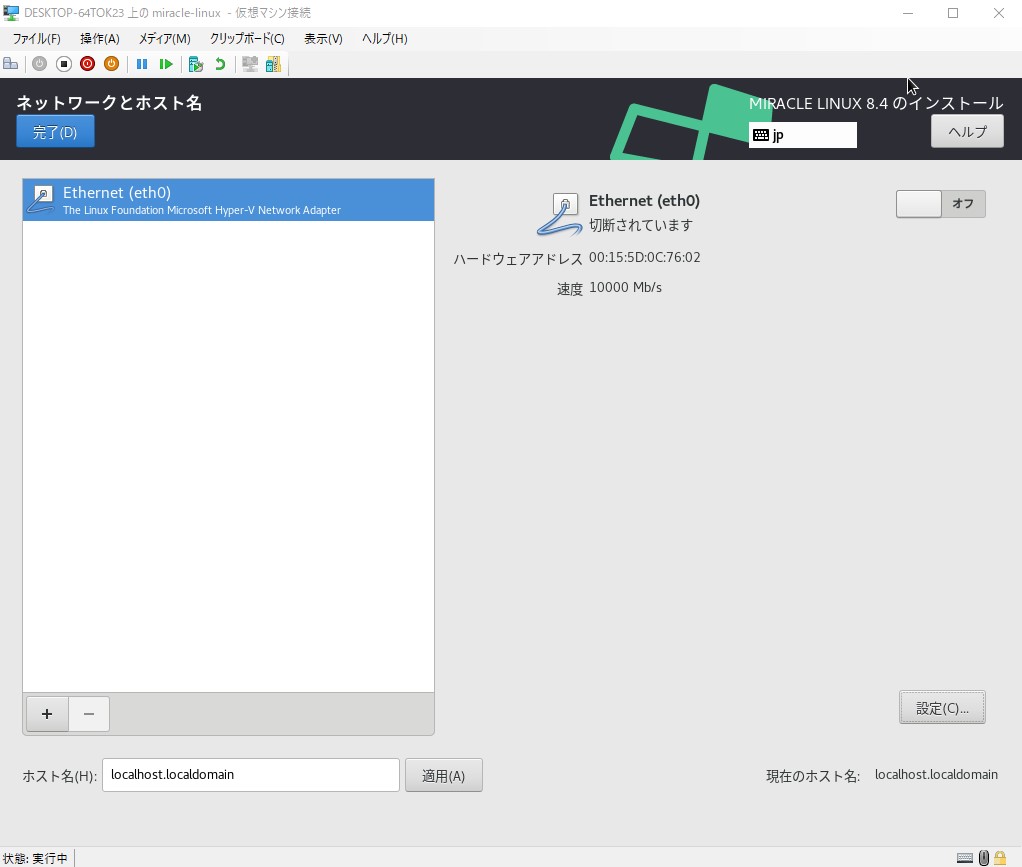 DESKTOP-64TOK23 上の miracle-linux - 仮想マシン接続
ファイル(F) 操作(A) メディア(M) クリップボード(C) 表示(V) ヘルプ(H)
ネットワークとホスト名
MIRACLE LINUX 8.4 のインストール
完了(D)
jp
ヘルプ
Ethernet (eth0)
The Linux Foundation Microsoft Hyper-V Network Adapter
Ethernet (eth0)
切断されています
オフ
ハードウェアアドレス 00:15:5D:0C:76:02
速度 10000 Mb/s
+ −
設定(C)...
ホスト名(H): localhost.localdomain 適用(A) 現在のホスト名: localhost.localdomain
状態: 実行中